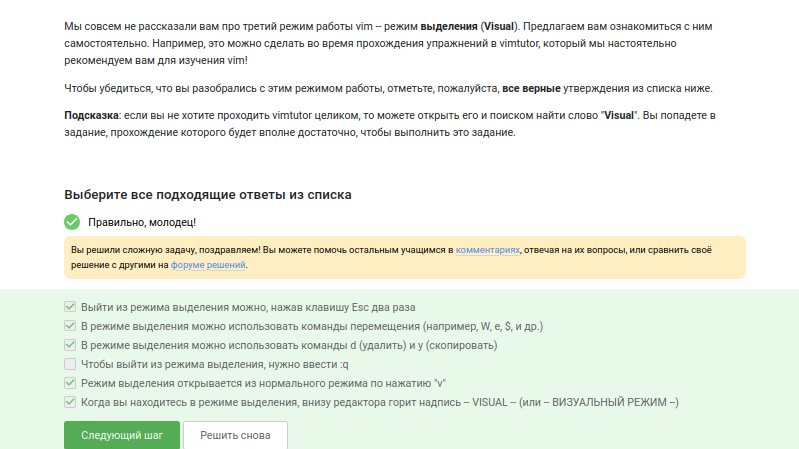 Мы совсем не рассказали вам про третий режим работы vim -- режим выделения (Visual). Предлагаем вам ознакомиться с ним
самостоятельно. Например, это можно сделать во время прохождения упражнений в vimtutor, который мы настоятельно
рекомендуем вам для изучения vim!
Чтобы убедиться, что вы разобрались с этим режимом работы, отметьте, пожалуйста, все верные утверждения из списка ниже.
Подсказка: если вы не хотите проходить vimtutor целиком, то можете открыть его и поиском найти слово "Visual". Вы попадете в
задание, прохождение которого будет вполне достаточно, чтобы выполнить это задание.
Выберите все подходящие ответы из списка
Правильно, молодец!
Вы решили сложную задачу, поздравляем! Вы можете помочь остальным учащимся в комментариях, отвечая на их вопросы, или сравнить своё
решение с другими на форуме решений.
Выйти из режима выделения можно, нажав клавишу Esc два раза
В режиме выделения можно использовать команды перемещения (например, W, e, $, и др.)
В режиме выделения можно использовать команды d (удалить) и y (скопировать)
Чтобы выйти из режима выделения, нужно ввести :q
Режим выделения открывается из нормального режима по нажатию "v"
Когда вы находитесь в режиме выделения, внизу редактора горит надпись -- VISUAL -- (или -- ВИЗУАЛЬНЫЙ РЕЖИМ --)
Следующий шаг
Решить снова